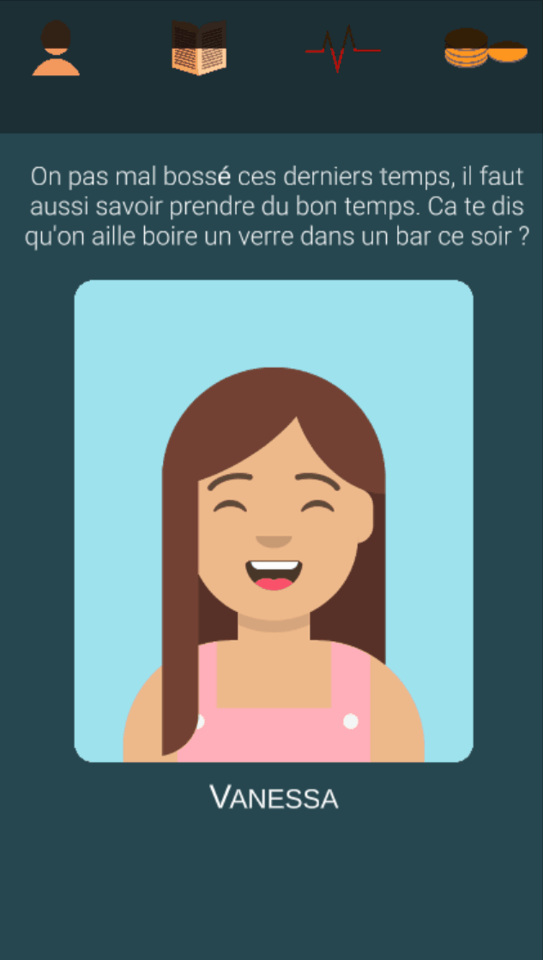 On pas mal bossé ces derniers temps, il faut
aussi savoir prendre du bon temps. Ca te dis
qu'on aille boire un verre dans un bar ce soir ?
VANESSA